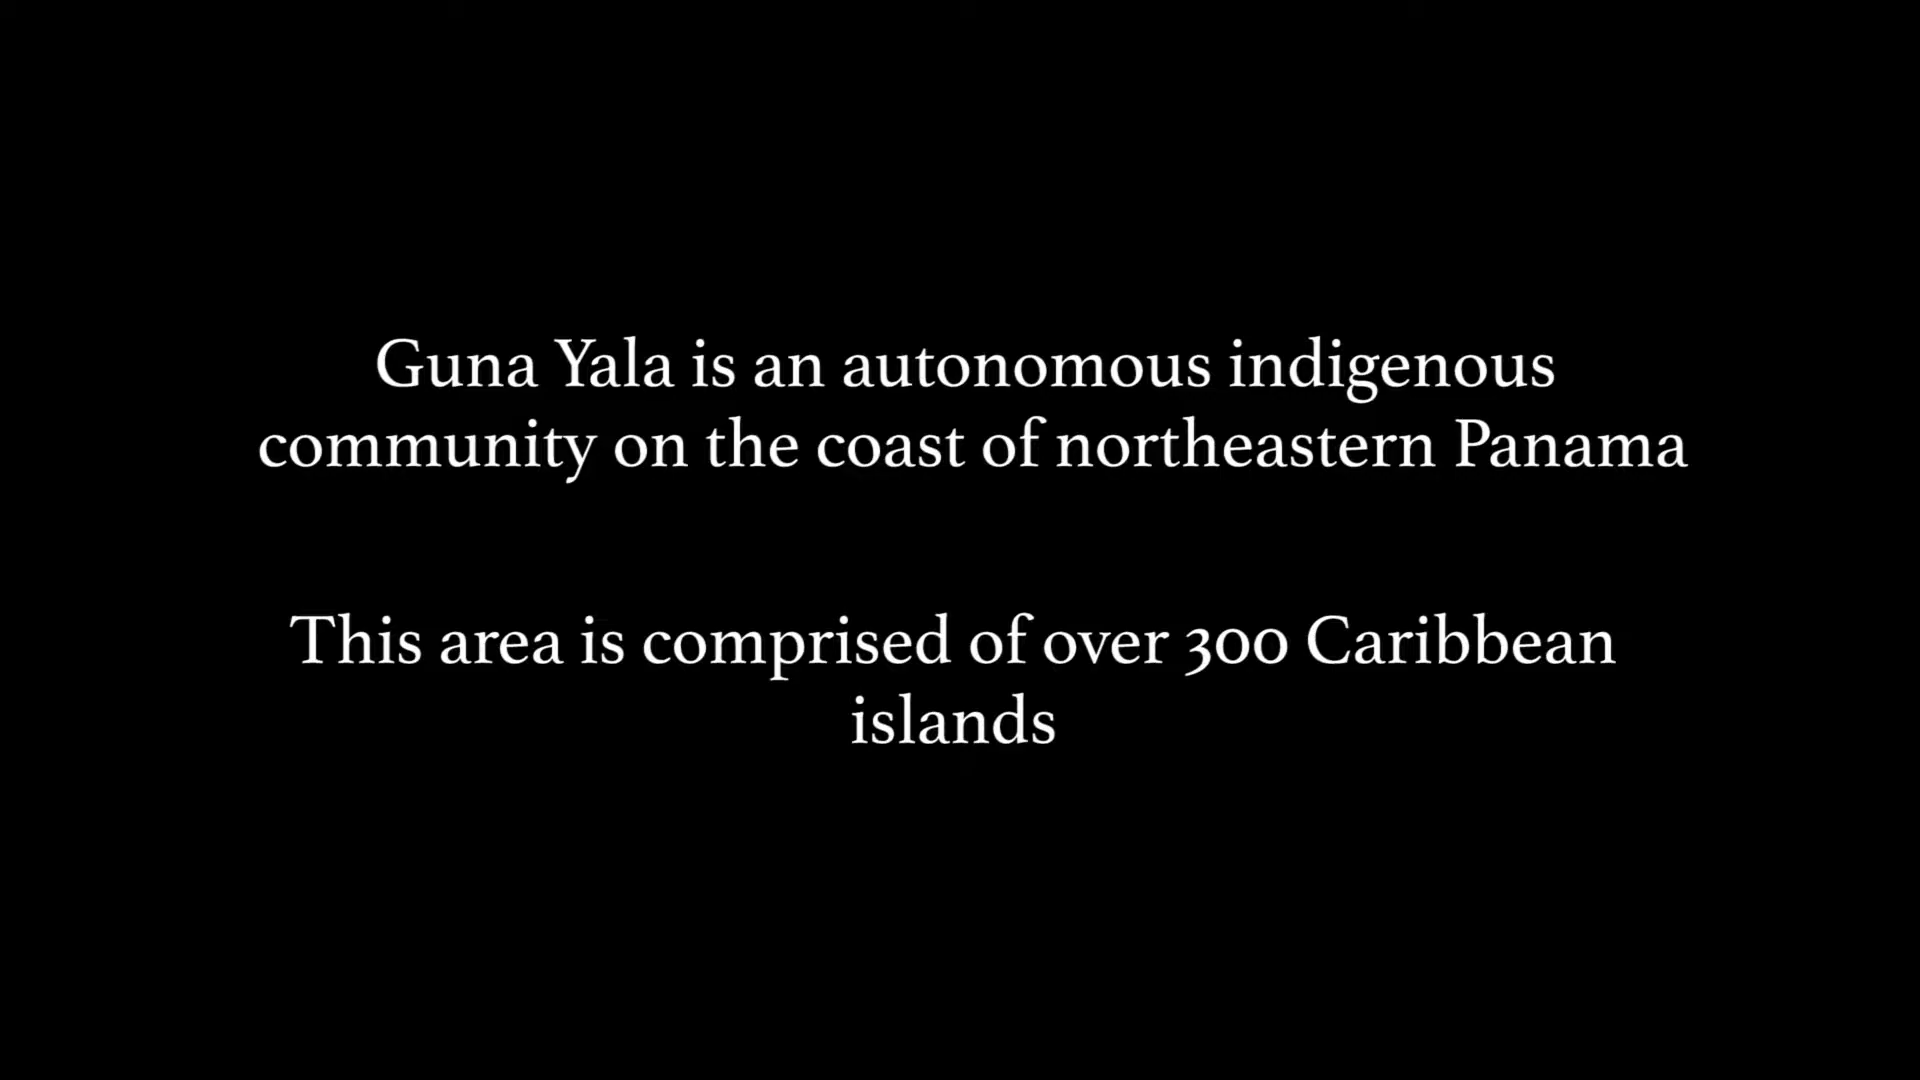 Guna Yala is an autonomous indigenous
community on the coast of northeastern Panama
This area is comprised of over 300 Caribbean
islands